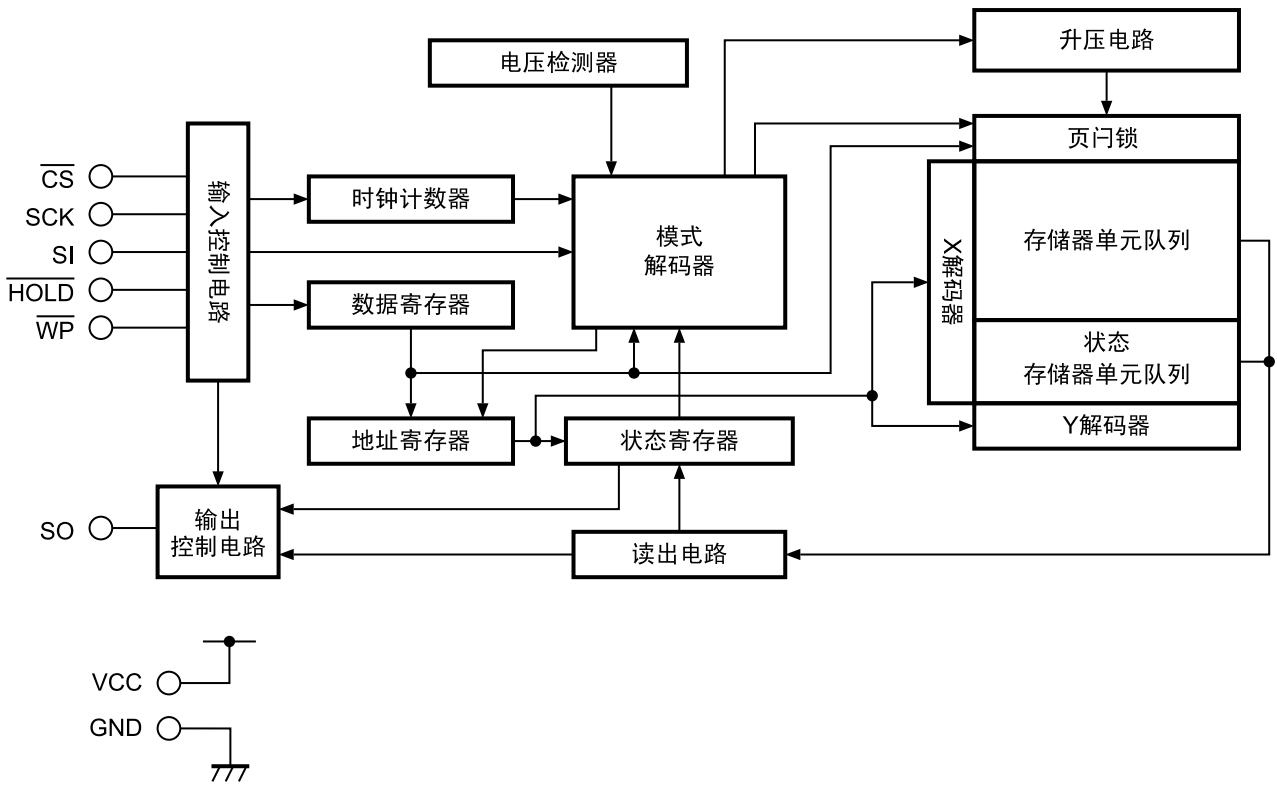 升压电路
电压检测器
页闩锁
C̅S̅
SCK
SI
H̅O̅L̅D̅
W̅P̅
输入控制电路
时钟计数器
数据寄存器
模式
解码器
X解码器
存储器单元队列
状态
存储器单元队列
Y解码器
地址寄存器
状态寄存器
SO
输出
控制电路
读出电路
VCC
GND